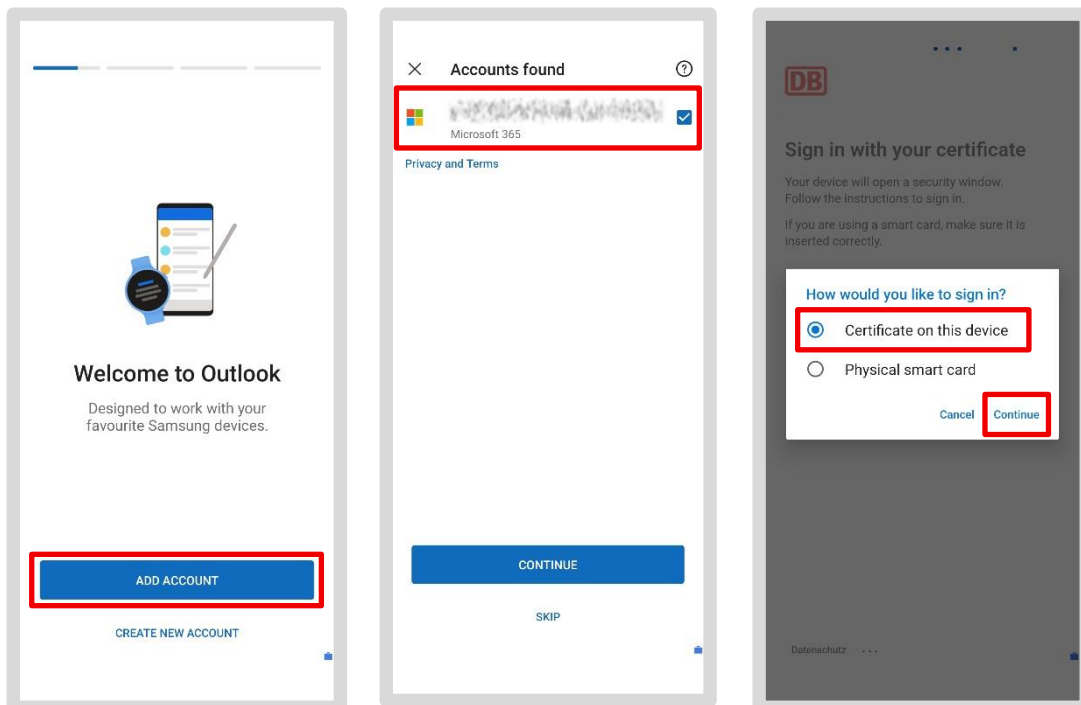 Welcome to Outlook
Designed to work with your
favourite Samsung devices.
ADD ACCOUNT
CREATE NEW ACCOUNT
Accounts found
Microsoft 365
Privacy and Terms
CONTINUE
SKIP
DB
Sign in with your certificate
Your device will open a security window.
Follow the instructions to sign in.
If you are using a smart card, make sure it is
inserted correctly.
How would you like to sign in?
Certificate on this device
Physical smart card
Cancel Continue
Datenschutz ...